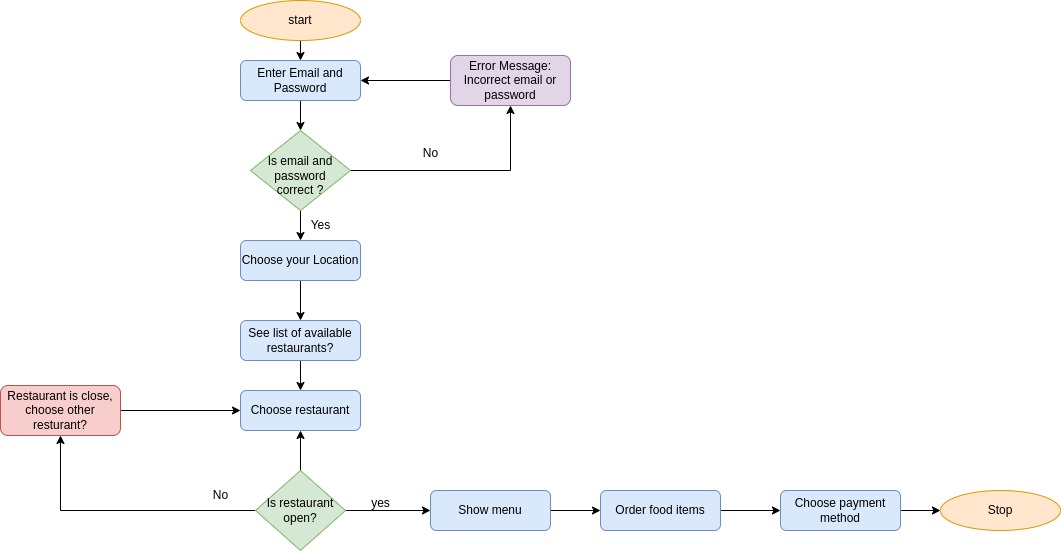 start
Enter Email and
Password
Error Message:
Incorrect email or
password
Is email and
password
correct ?
No
Yes
Choose your Location
See list of available
restaurants?
Restaurant is close,
choose other
resturant?
Choose restaurant
No
Is restaurant
open?
yes
Show menu
Order food items
Choose payment
method
Stop